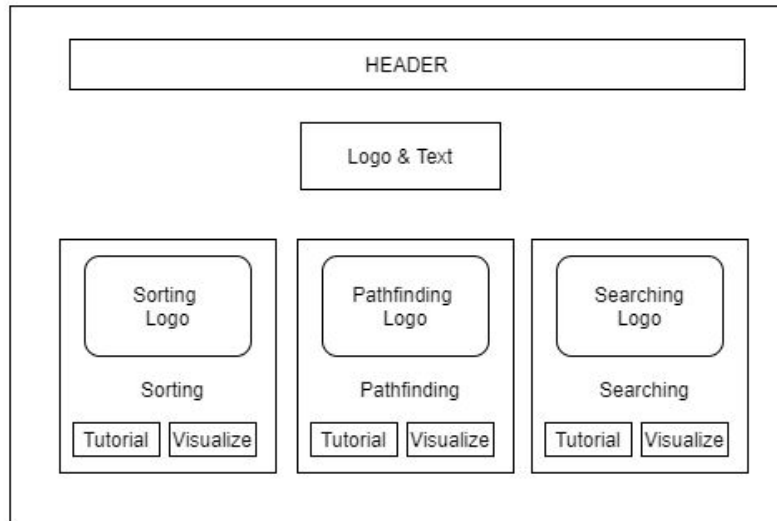 HEADER
Logo & Text
Sorting
Logo
Pathfinding
Logo
Searching
Logo
Sorting
Pathfinding
Searching
Tutorial
Visualize
Tutorial
Visualize
Tutorial
Visualize